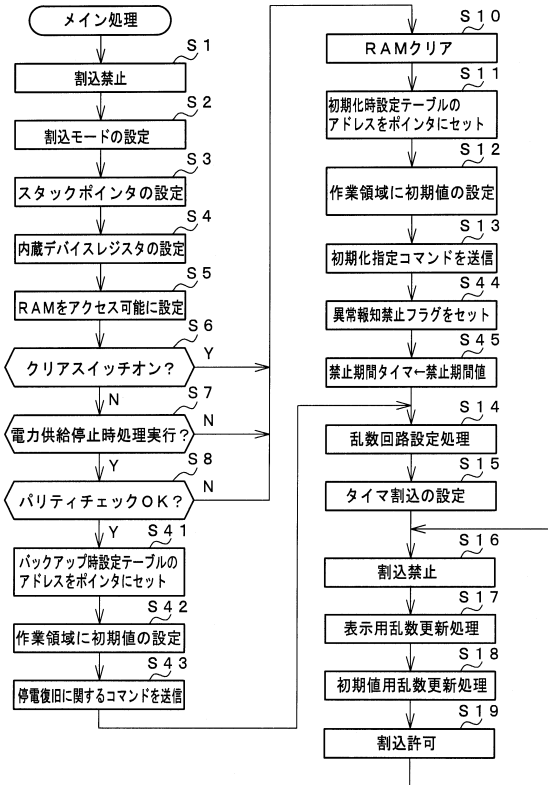 メイン処理
S1
割込禁止
S2
割込モードの設定
S3
スタックポインタの設定
S4
内蔵デバイスレジスタの設定
S5
RAMをアクセス可能に設定
S6
クリアスイッチオン？
Y
N
S7
電力供給停止時処理実行？
N
Y
S8
パリティチェックOK？
N
Y
S41
バックアップ時設定テーブルの
アドレスをポインタにセット
S42
作業領域に初期値の設定
S43
停電復旧に関するコマンドを送信
S10
RAMクリア
S11
初期化時設定テーブルの
アドレスをポインタにセット
S12
作業領域に初期値の設定
S13
初期化指定コマンドを送信
S44
異常報知禁止フラグをセット
S45
禁止期間タイマ←禁止期間値
S14
乱数回路設定処理
S15
タイマ割込の設定
S16
割込禁止
S17
表示用乱数更新処理
S18
初期値用乱数更新処理
S19
割込許可